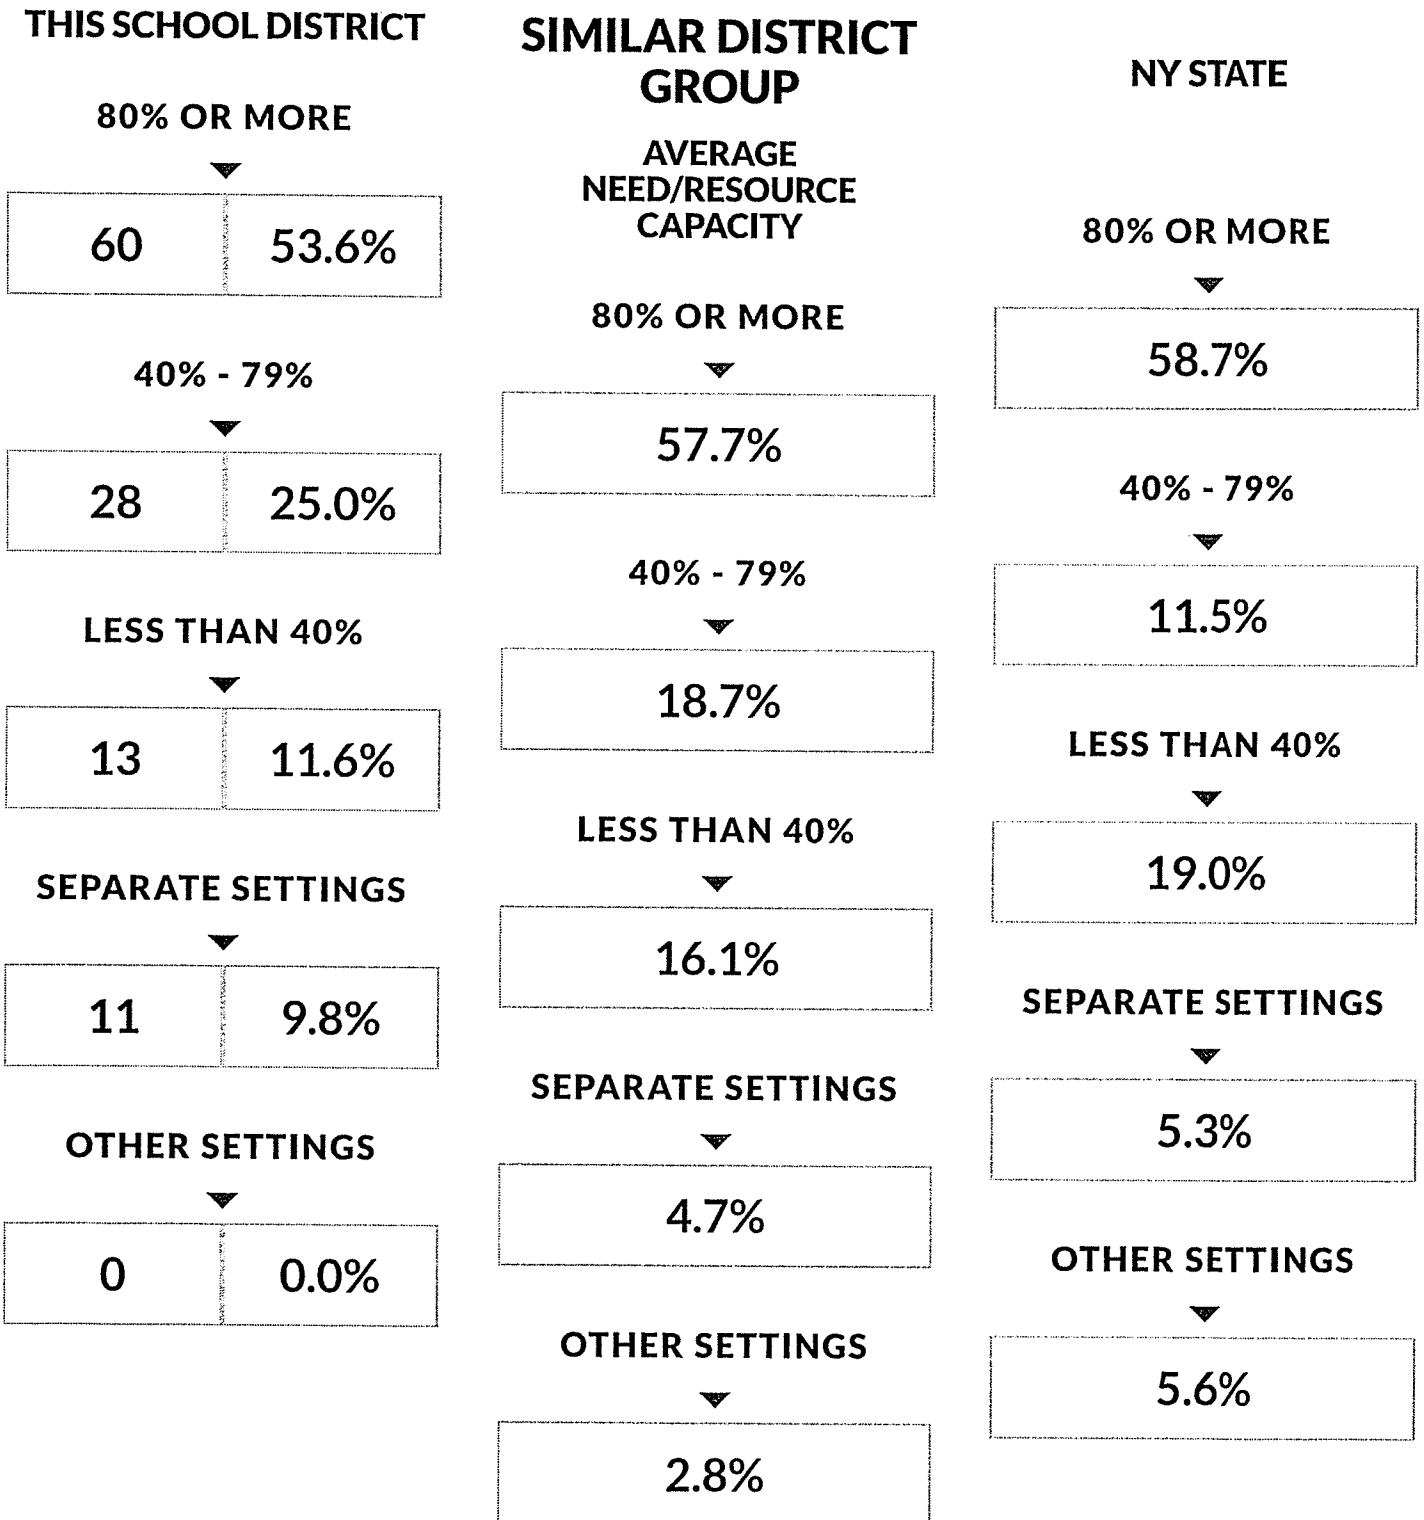 THIS SCHOOL DISTRICT
80% OR MORE
60 53.6%
40% - 79%
28 25.0%
LESS THAN 40%
13 11.6%
SEPARATE SETTINGS
11 9.8%
OTHER SETTINGS
0 0.0%
SIMILAR DISTRICT
GROUP
AVERAGE
NEED/RESOURCE
CAPACITY
80% OR MORE
57.7%
40% - 79%
18.7%
LESS THAN 40%
16.1%
SEPARATE SETTINGS
4.7%
OTHER SETTINGS
2.8%
NY STATE
80% OR MORE
58.7%
40% - 79%
11.5%
LESS THAN 40%
19.0%
SEPARATE SETTINGS
5.3%
OTHER SETTINGS
5.6%